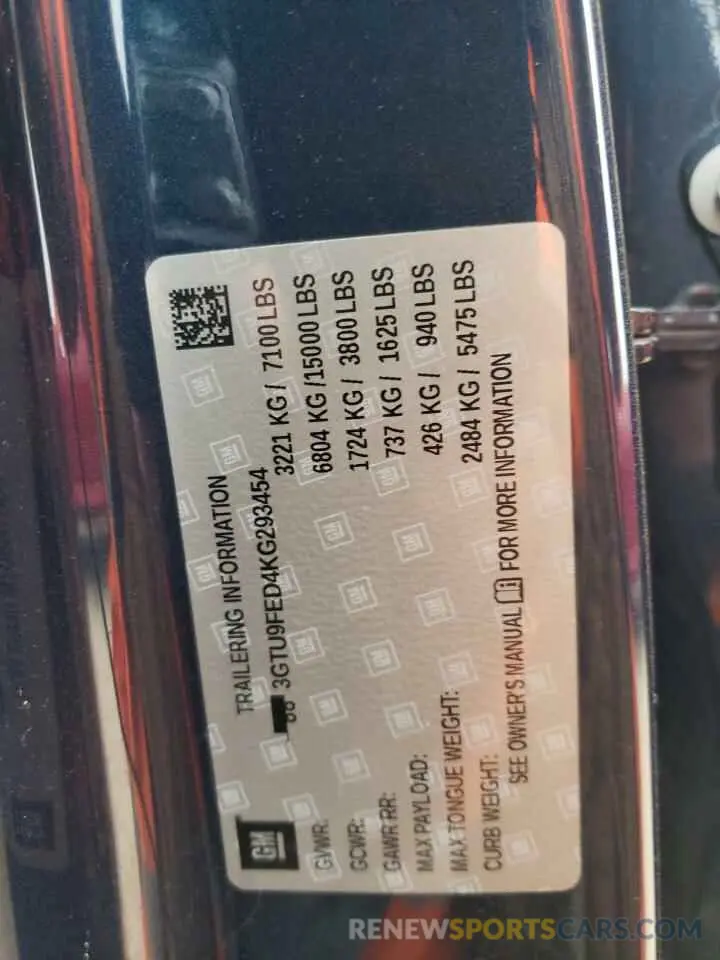 TRAILERING INFORMATION
3GTU9FED4KG293454
GM
GVWR: 3221 KG / 7100 LBS
GCWR: 6804 KG / 15000 LBS
GAWR RR: 1724 KG / 3800 LBS
MAX PAYLOAD: 737 KG / 1625 LBS
MAX TONGUE WEIGHT: 426 KG / 940 LBS
CURB WEIGHT: 2484 KG / 5475 LBS
SEE OWNER'S MANUAL FOR MORE INFORMATION
RENEWSPORTSCARS.COM